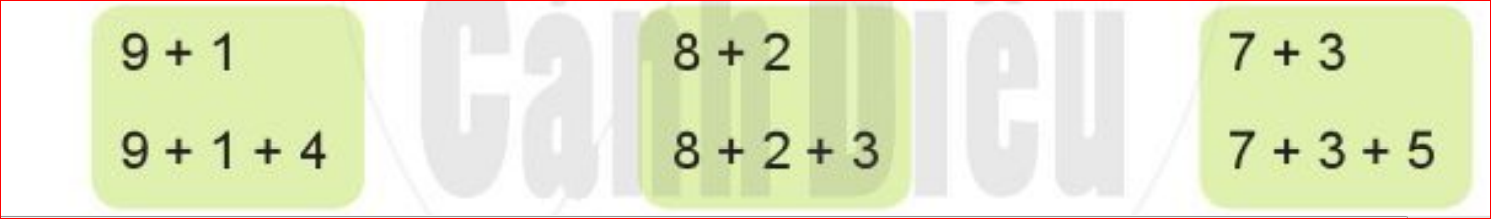 9 + 1
9 + 1 + 4
8 + 2
8 + 2 + 3
7 + 3
7 + 3 + 5
Cánh Diều